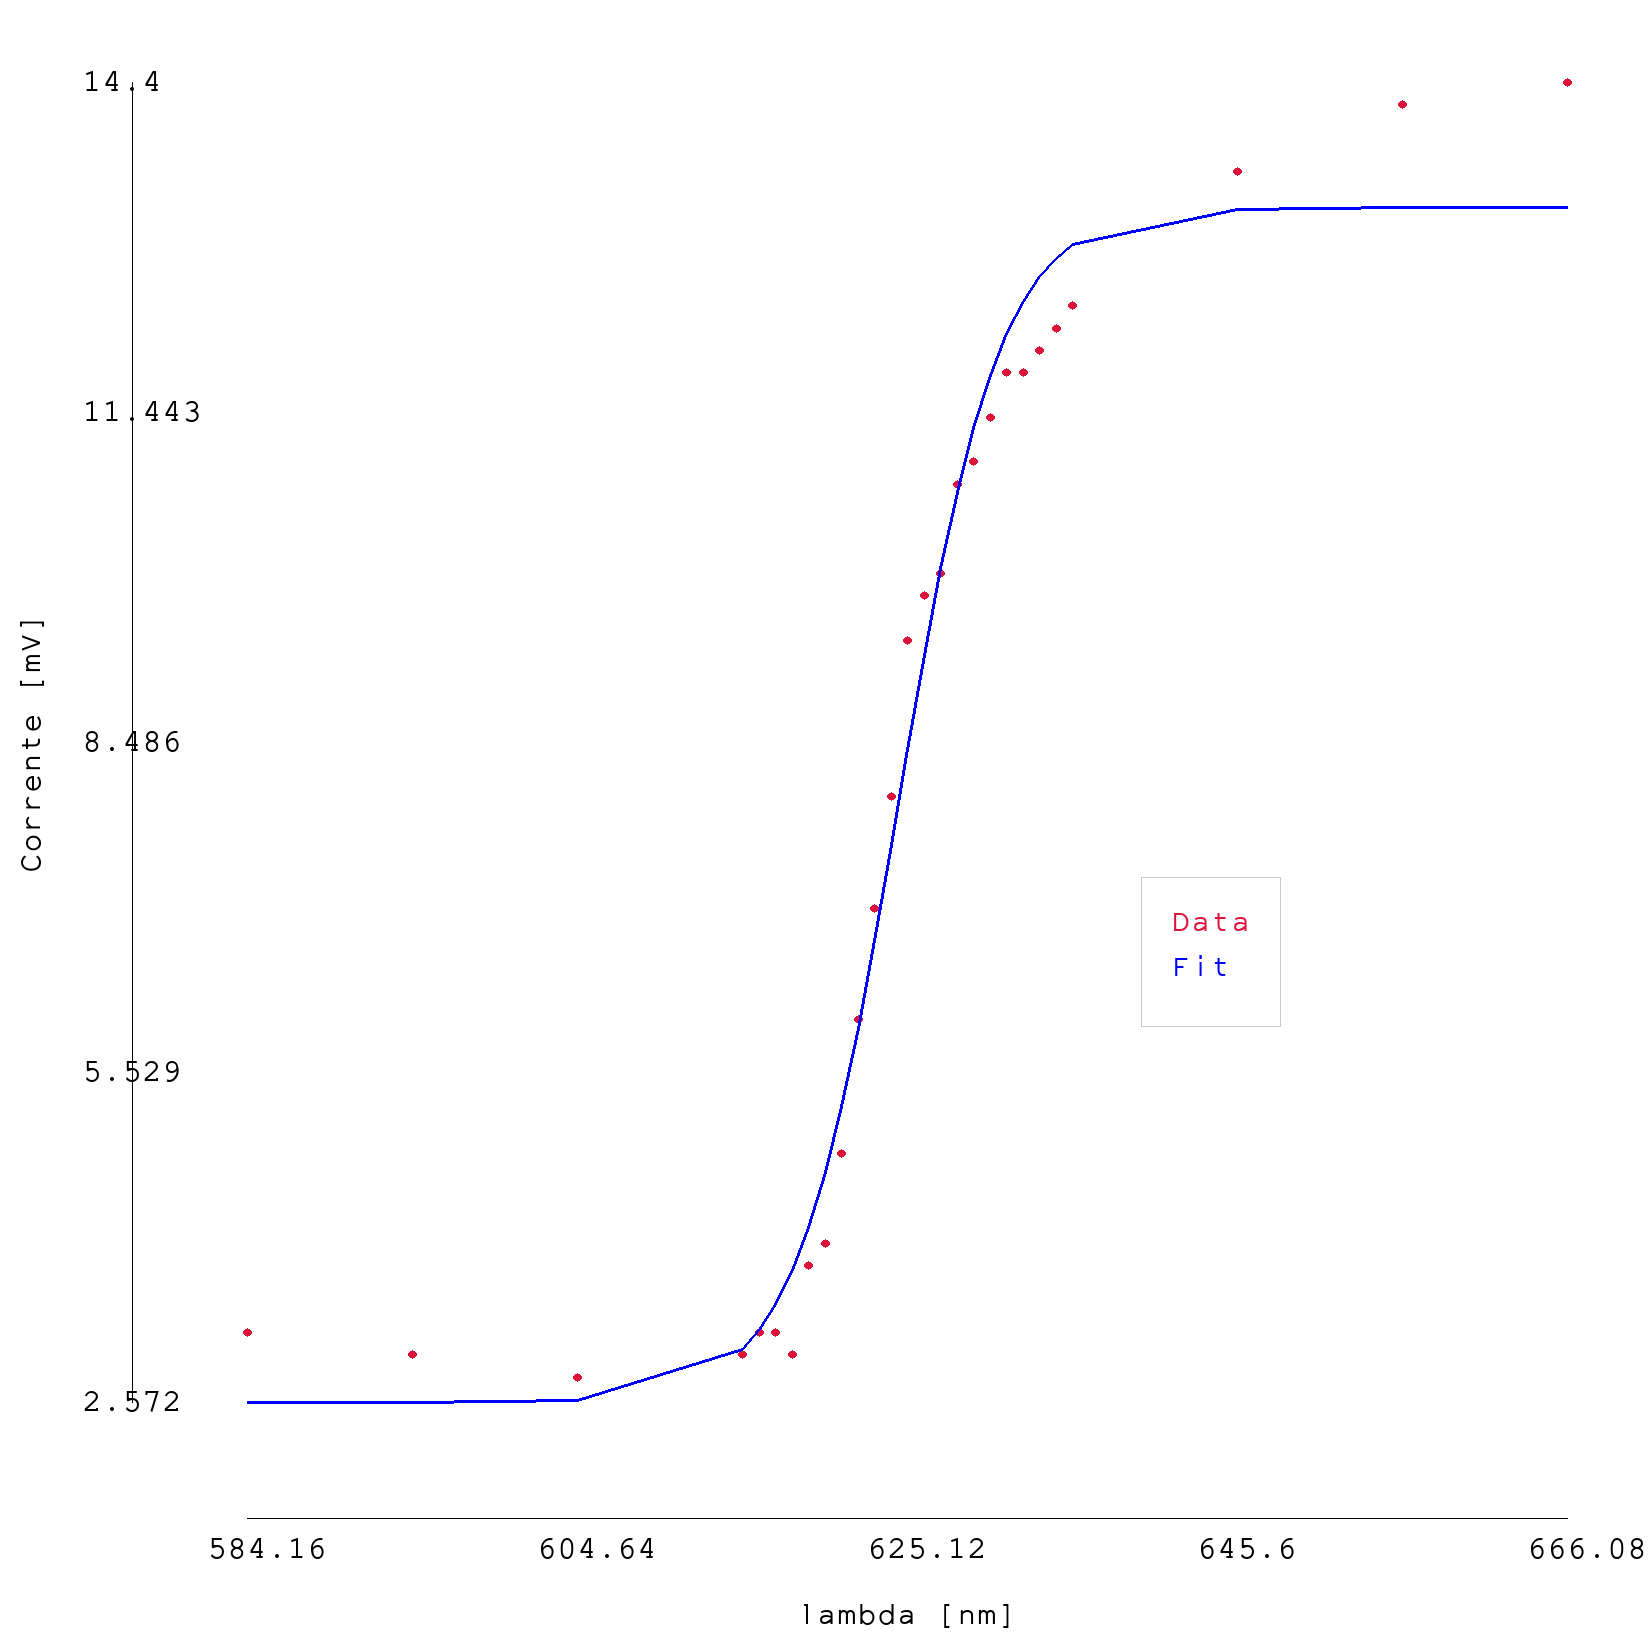 14.4
11.443
8.486
5.529
2.572
Corrente [mV]
Data
Fit
584.16 604.64 625.12 645.6 666.08
lambda [nm]